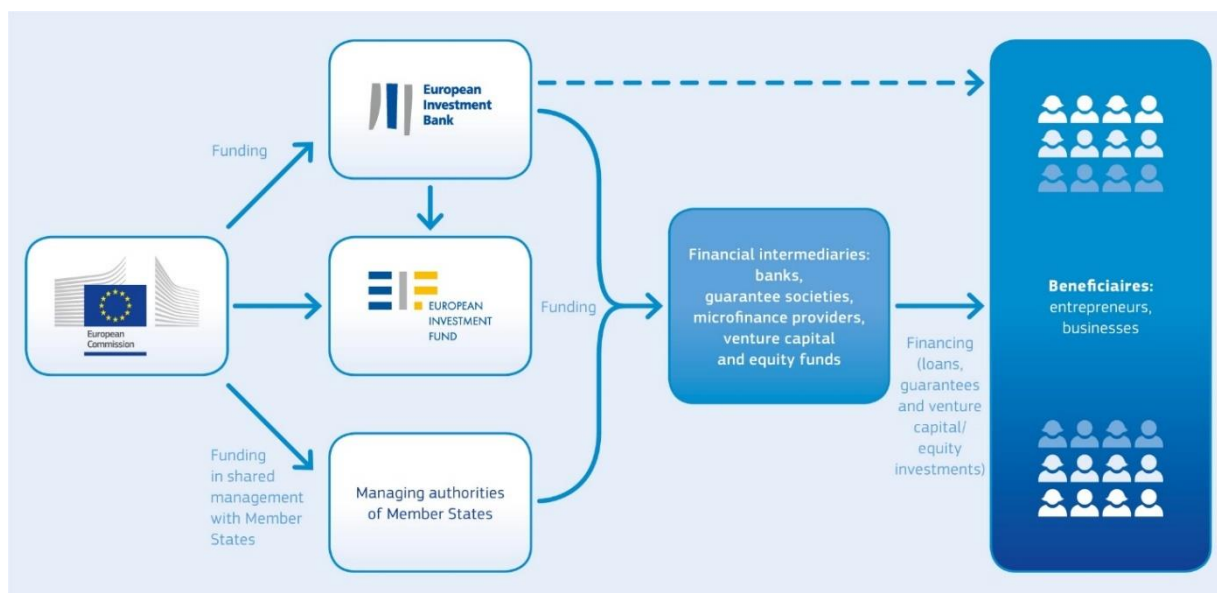 European
Investment
Bank
Funding
European
Commission
EIF
EUROPEAN
INVESTMENT
FUND
Funding
Funding
in shared
management
with Member
States
Managing authorities
of Member States
Financial intermediaries:
banks,
guarantee societies,
microfinance providers,
venture capital
and equity funds
Financing
(loans,
guarantees
and venture
capital/
equity
investments)
Beneficiaires:
entrepreneurs,
businesses